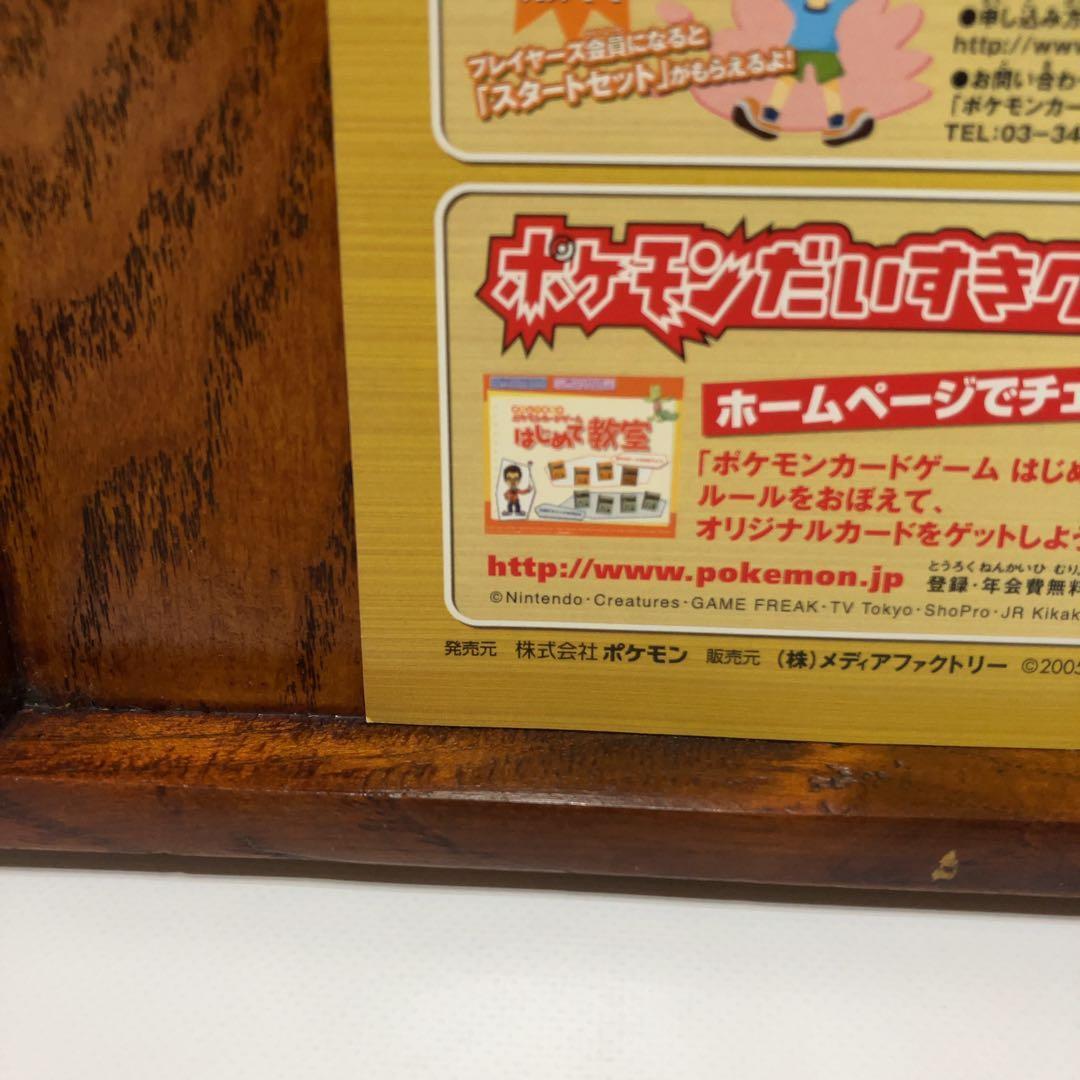 プレイヤーズ会員になると
「スタートセット」がもらえるよ!
●申し込み方
http://www
●お問い合わ
「ポケモンカー
TEL:03-34
ポケモンだいすきク
はじめて教室
ホームページでチェ
「ポケモンカードゲーム はじめ
ルールをおぼえて、
オリジナルカードをゲットしよう
http://www.pokemon.jp
とうろく ねんかいひ むり
登録・年会費無料
©Nintendo・Creatures・GAME FREAK・TV Tokyo・ShoPro・JR Kikak
発売元 株式会社 ポケモン 販売元 (株)メディアファクトリー ©2005